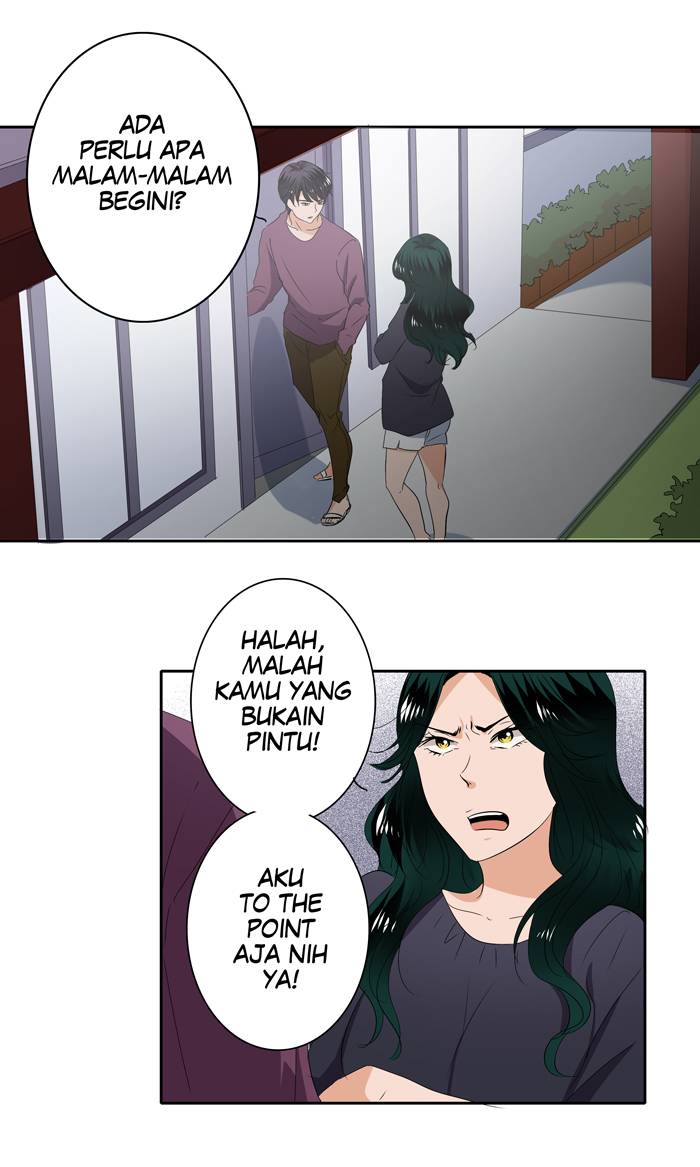 ADA
PERLU APA
MALAM-MALAM
BEGINI?
HALAH,
MALAH
KAMU YANG
BUKAIN
PINTU!
AKU
TO THE
POINT
AJA NIH
YA!